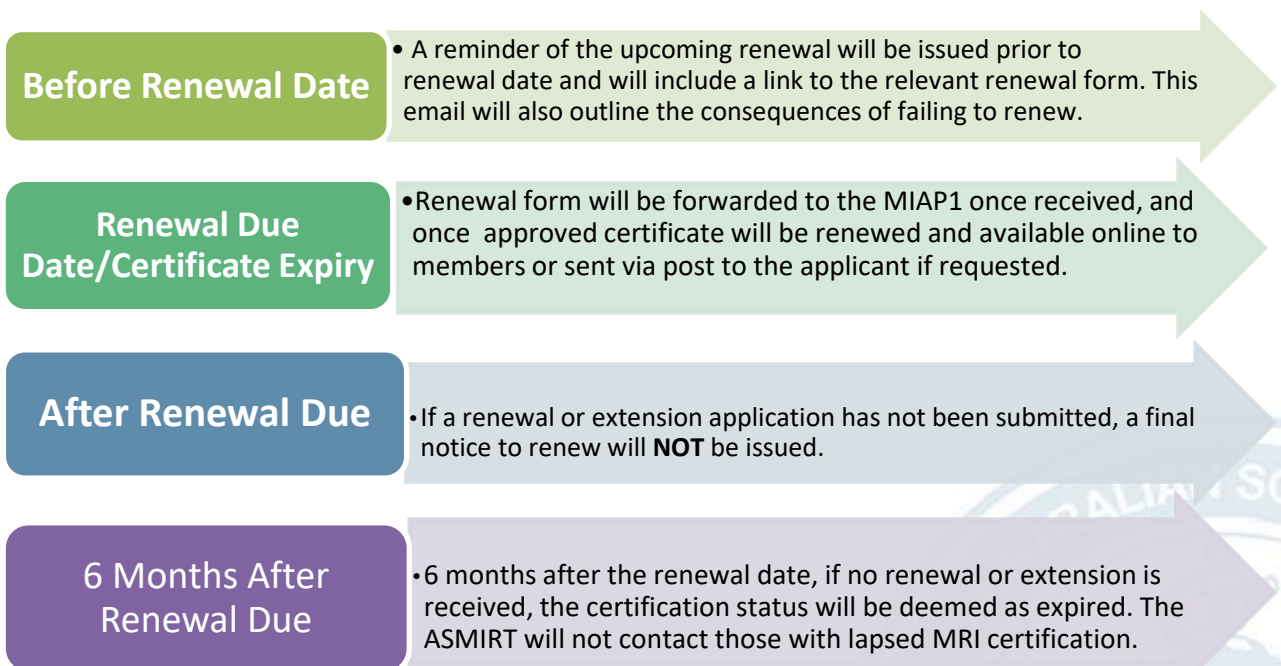 Before Renewal Date
• A reminder of the upcoming renewal will be issued prior to
renewal date and will include a link to the relevant renewal form. This
email will also outline the consequences of failing to renew.
Renewal Due
Date/Certificate Expiry
•Renewal form will be forwarded to the MIAP1 once received, and
once approved certificate will be renewed and available online to
members or sent via post to the applicant if requested.
After Renewal Due
•If a renewal or extension application has not been submitted, a final
notice to renew will NOT be issued.
6 Months After
Renewal Due
•6 months after the renewal date, if no renewal or extension is
received, the certification status will be deemed as expired. The
ASMIRT will not contact those with lapsed MRI certification.